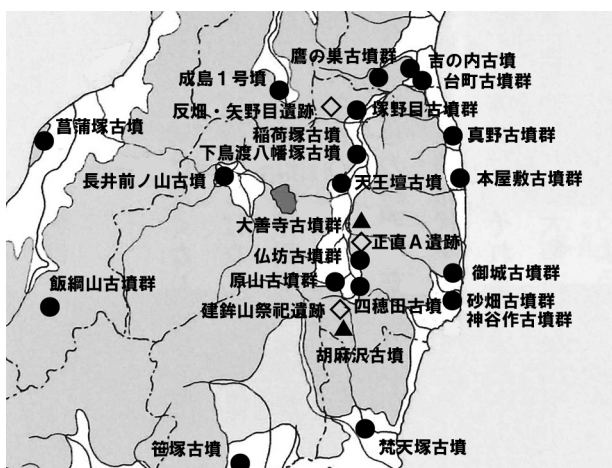 鷹の巣古墳群
吉の内古墳
台町古墳群
成島１号墳
反畑・矢野目遺跡
塚野目古墳群
菖蒲塚古墳
稲荷塚古墳
真野古墳群
下鳥渡八幡塚古墳
長井前ノ山古墳
天王壇古墳
本屋敷古墳群
大善寺古墳群
正直Ａ遺跡
仏坊古墳群
御城古墳群
原山古墳群
飯綱山古墳群
建鉾山祭祀遺跡
四穂田古墳
砂畑古墳群
神谷作古墳群
胡麻沢古墳
梵天塚古墳
笹塚古墳